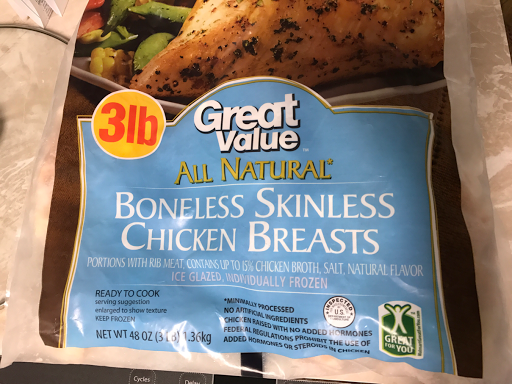 3lb
Great
Value
ALL NATURAL*
BONELESS SKINLESS
CHICKEN BREASTS
PORTIONS WITH RIB MEAT, CONTAINS UP TO 15% CHICKEN BROTH, SALT, NATURAL FLAVOR
ICE GLAZED, INDIVIDUALLY FROZEN
READY TO COOK
serving suggestion
enlarged to show texture
KEEP FROZEN
NET WT 48 OZ (3 LB) 1.36kg
*MINIMALLY PROCESSED
NO ARTIFICIAL INGREDIENTS
CHICKEN RAISED WITH NO ADDED HORMONES
FEDERAL REGULATIONS PROHIBIT THE USE OF
ADDED HORMONES OR STEROIDS IN CHICKEN
INSPECTED
U.S.
GREAT
FOR YOU
Cycles
Delay